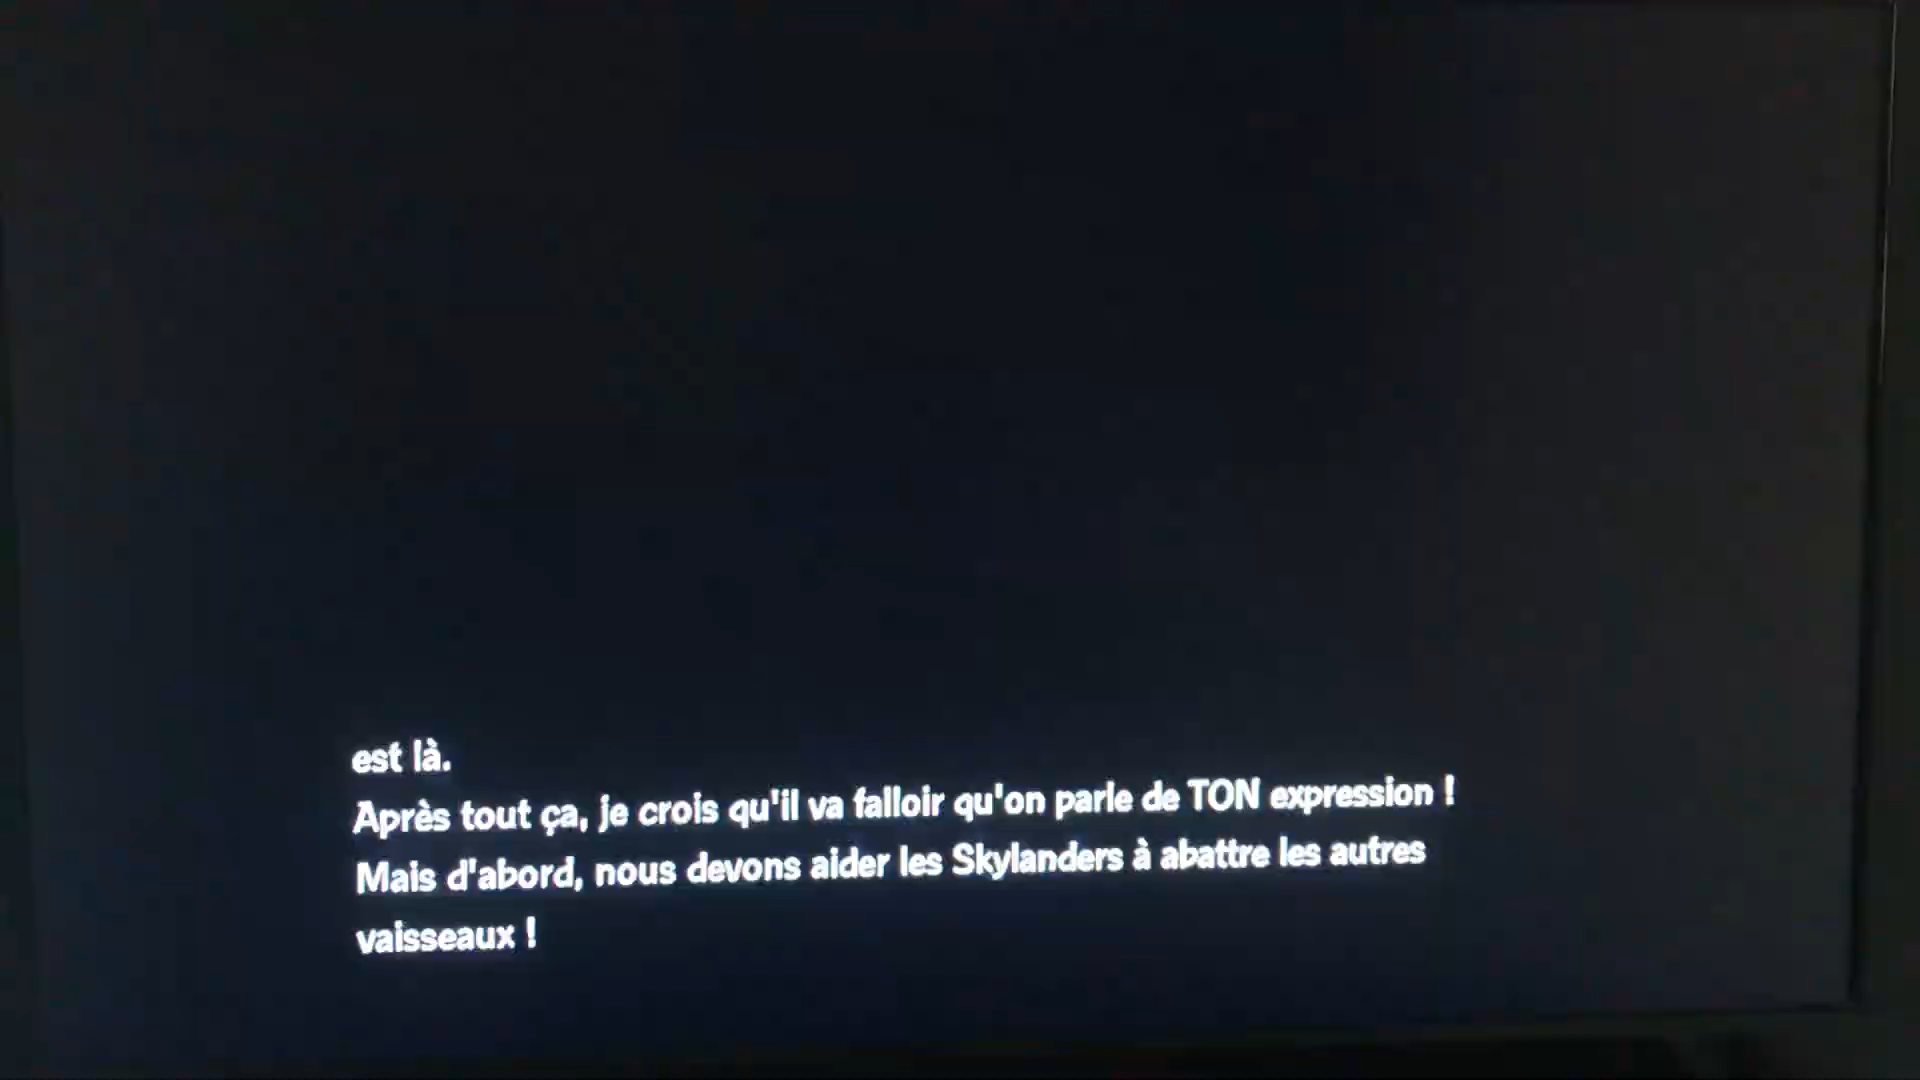 est là.
Après tout ça, je crois qu'il va falloir qu'on parle de TON expression !
Mais d'abord, nous devons aider les Skylanders à abattre les autres
vaisseaux !